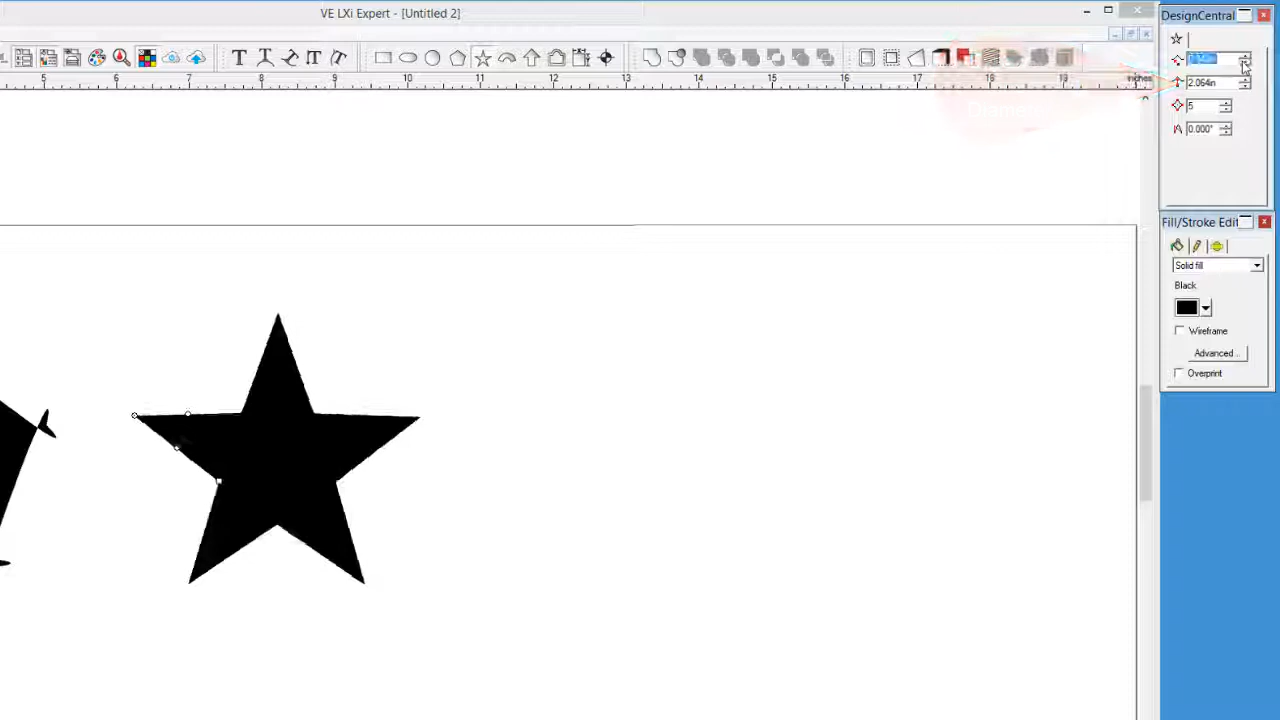 VE LXi Expert - [Untitled 2]
DesignCentral
5 6 7 8 9 10 11 12 13 14 15 16 17 18 19 inches
2.064in
5
0.000°
Fill/Stroke Edit
Solid fill
Black
Wireframe
Advanced...
Overprint